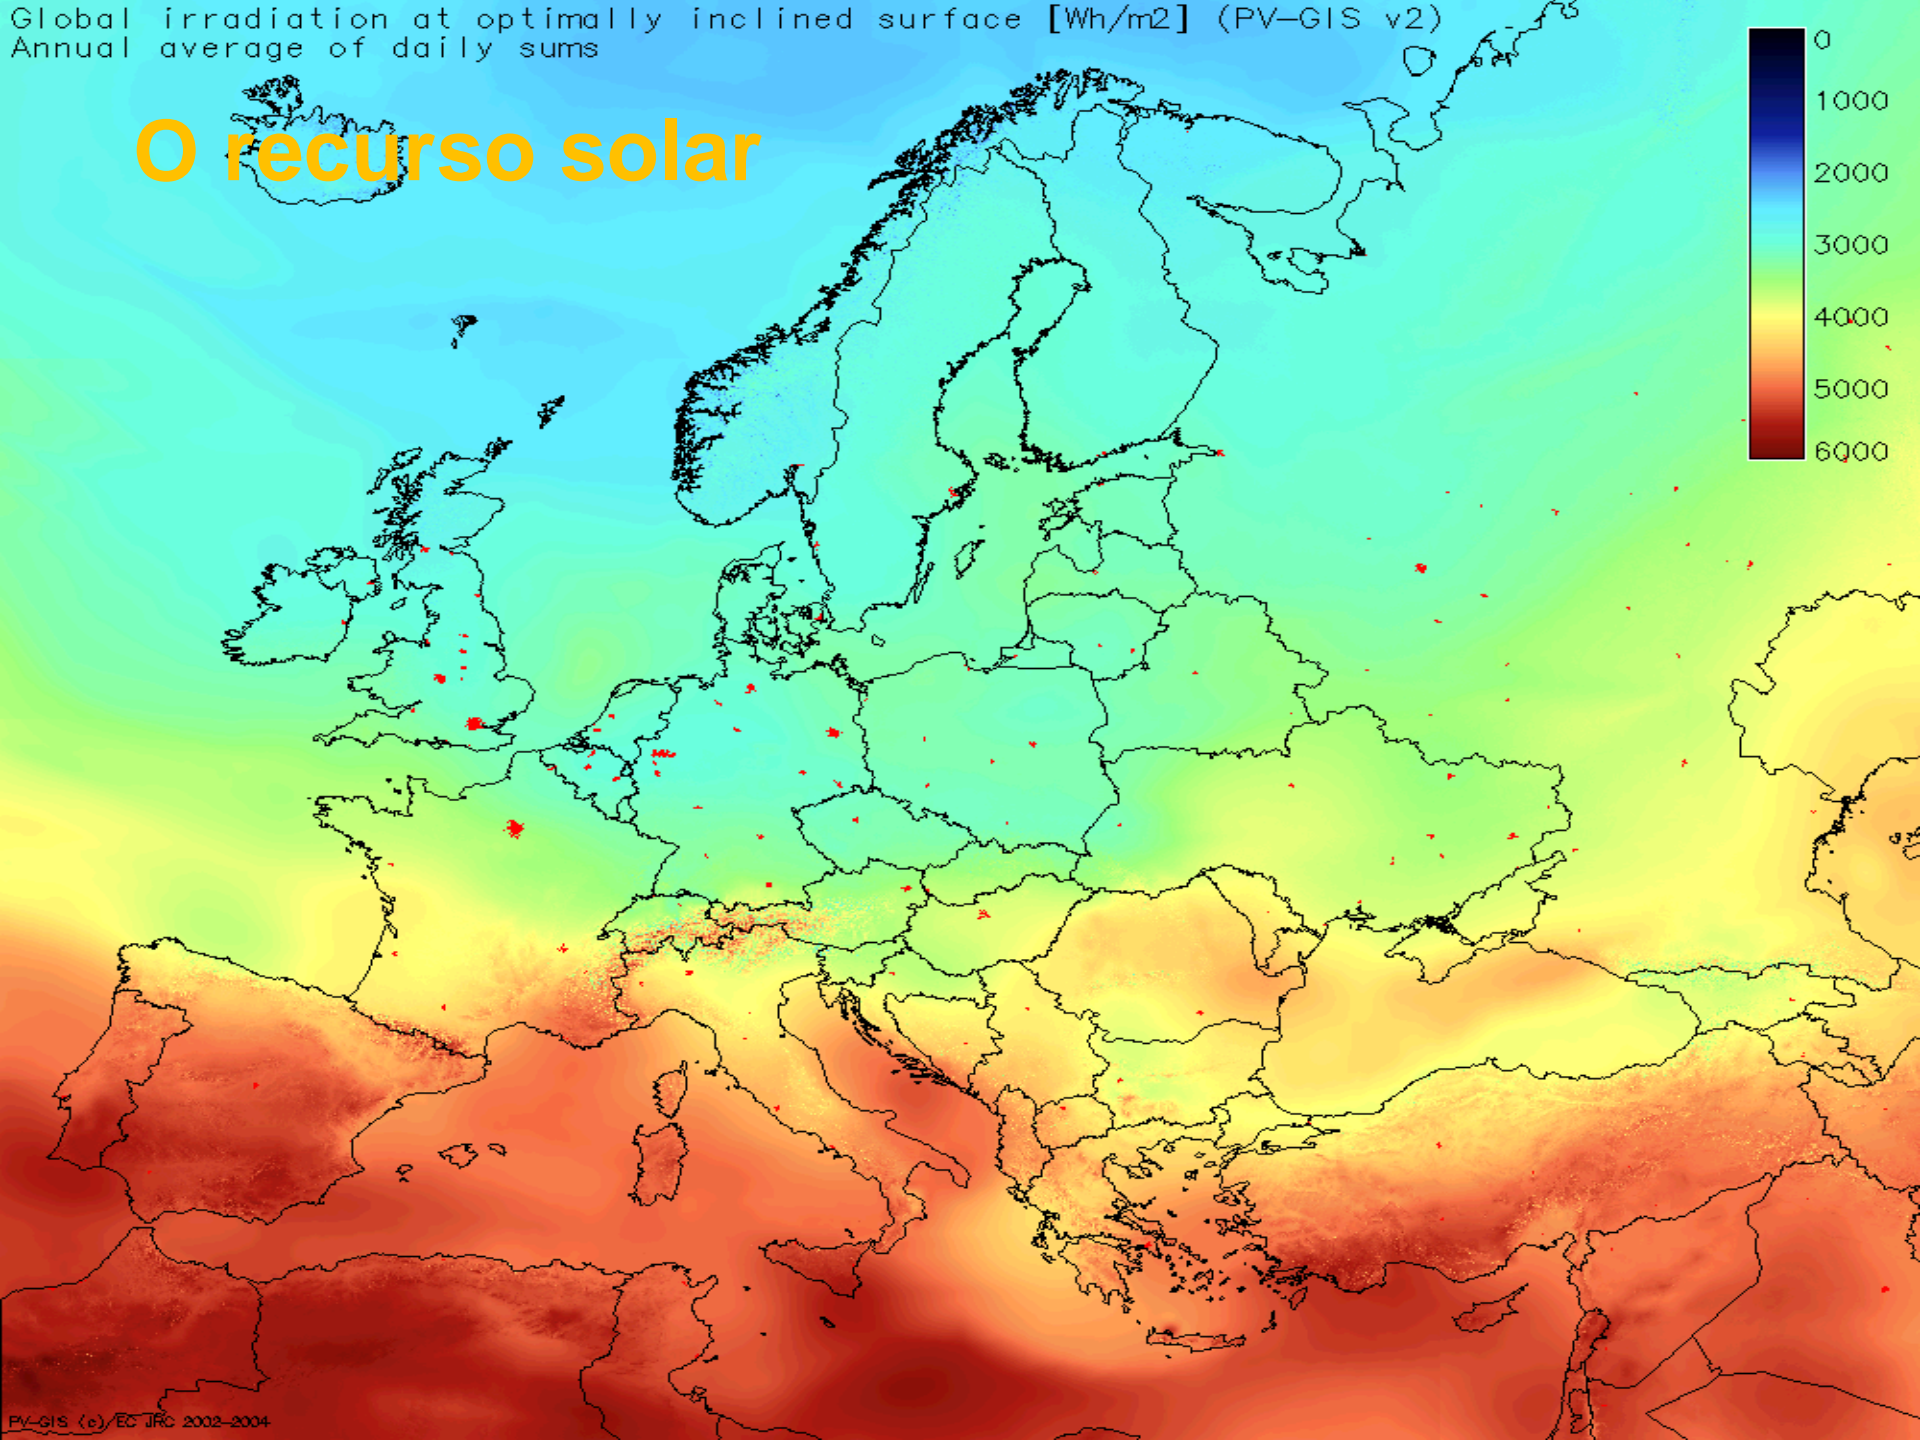 Global irradiation at optimally inclined surface [Wh/m2] (PV-GIS v2)
Annual average of daily sums
O recurso solar
0
1000
2000
3000
4000
5000
6000
PV-GIS (c) EC JRC 2002-2004